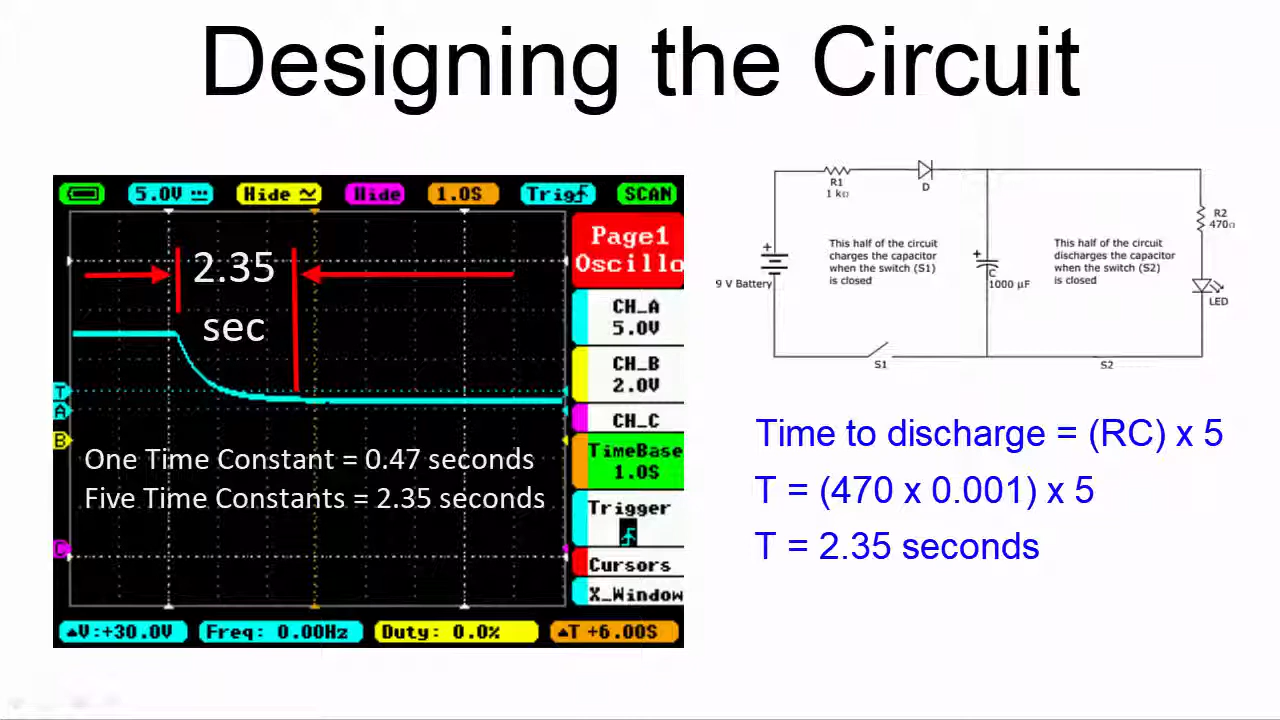 Designing the Circuit
5.0V Hide Hide 1.0S Trig SCAN
2.35
sec
Page1
Oscillo
CH_A
5.0V
CH_B
2.0V
CH_C
TimeBase
1.0S
Trigger
Cursors
X_Window
T
A
B
C
One Time Constant = 0.47 seconds
Five Time Constants = 2.35 seconds
▲V:+30.0V Freq: 0.00Hz Duty: 0.0% ▲T +6.00S
R1
1 kΩ
D
R2
470Ω
+
9 V Battery
This half of the circuit
charges the capacitor
when the switch (S1)
is closed
+
C
1000 μF
This half of the circuit
discharges the capacitor
when the switch (S2)
is closed
LED
S1
S2
Time to discharge = (RC) x 5
T = (470 x 0.001) x 5
T = 2.35 seconds